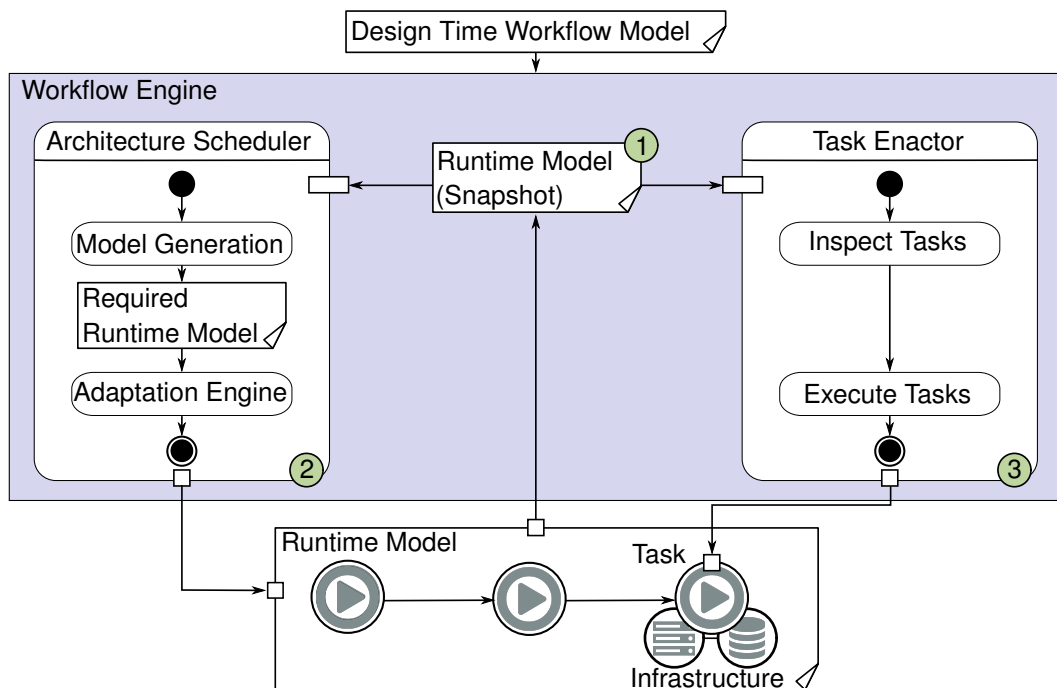 Design Time Workflow Model
Workflow Engine
Architecture Scheduler
Model Generation
Required
Runtime Model
Adaptation Engine
2
1
Runtime Model
(Snapshot)
Task Enactor
Inspect Tasks
Execute Tasks
3
Runtime Model
Task
Infrastructure